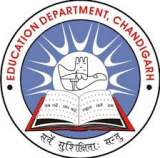 • EDUCATION DEPARTMENT, CHANDIGARH •
सर्वे सुशिक्षिताः सन्तु